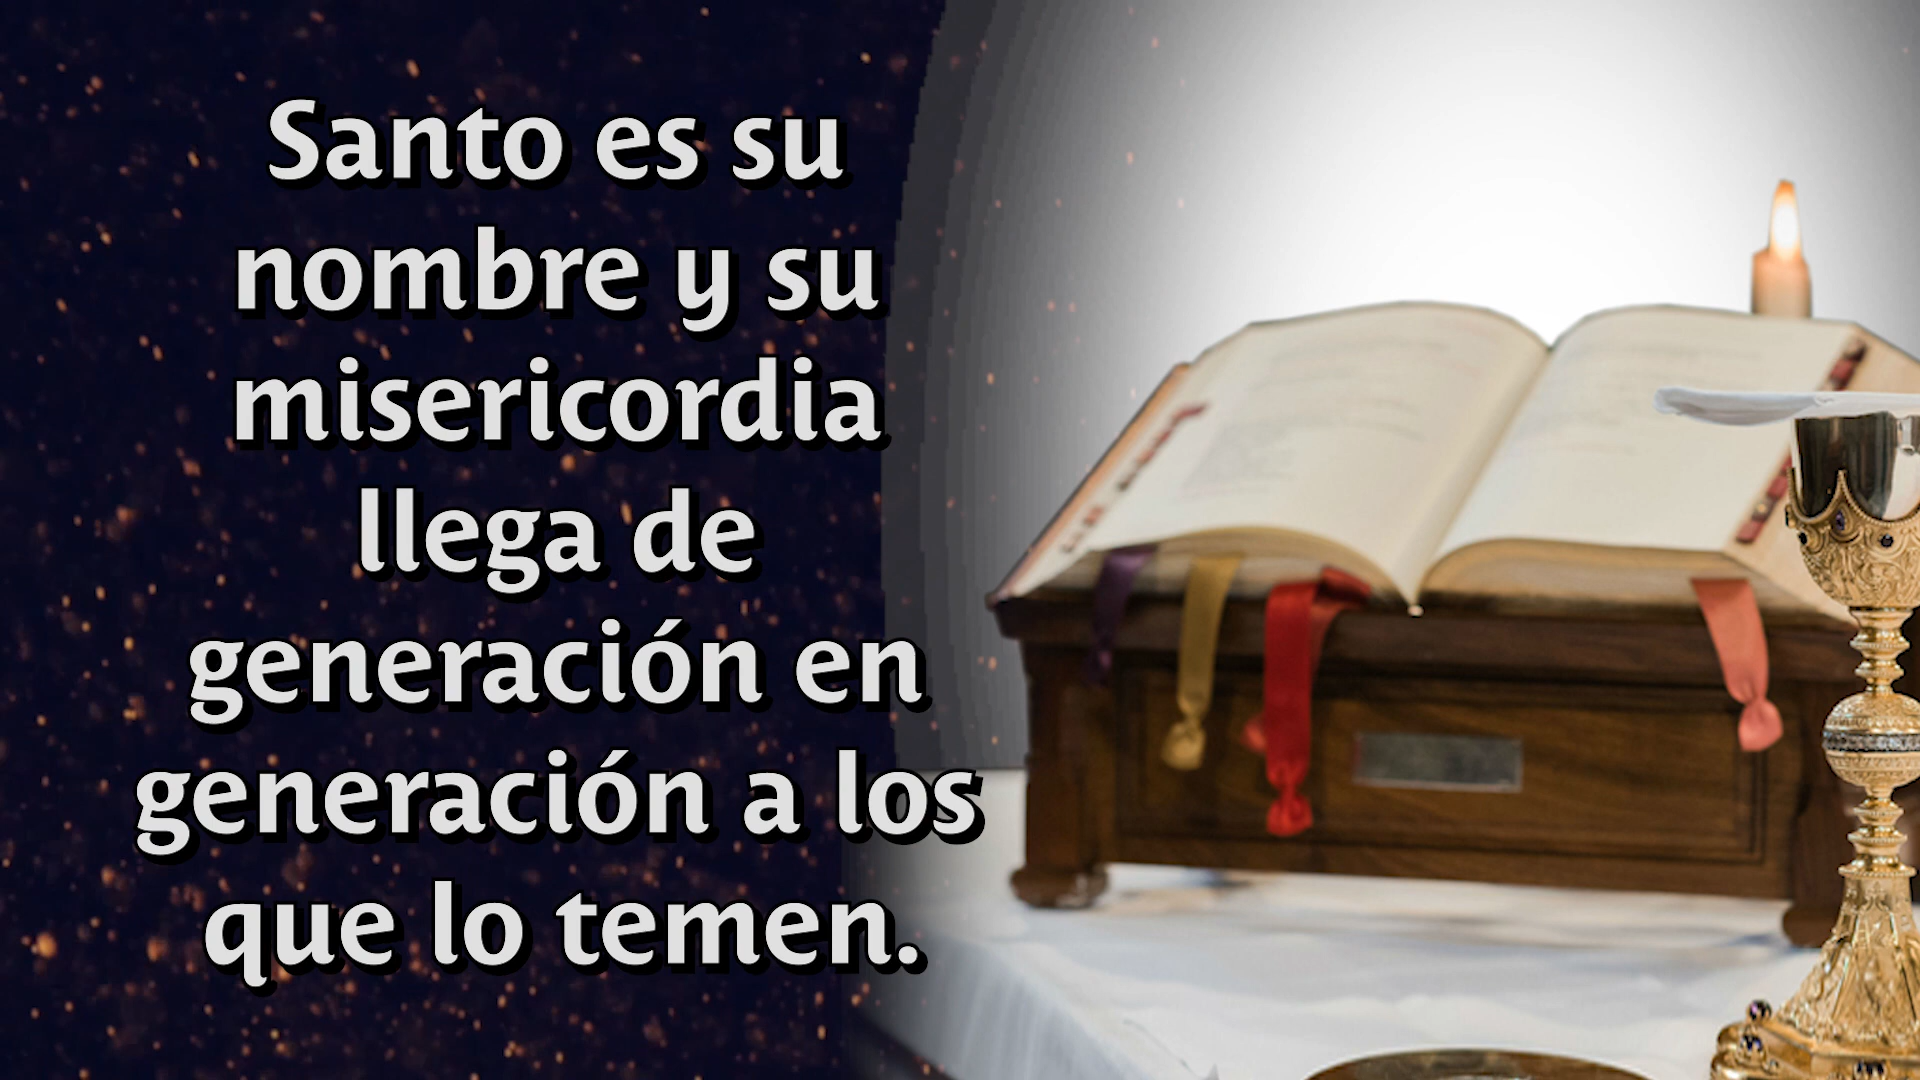 Santo es su
nombre y su
misericordia
llega de
generación en
generación a los
que lo temen.